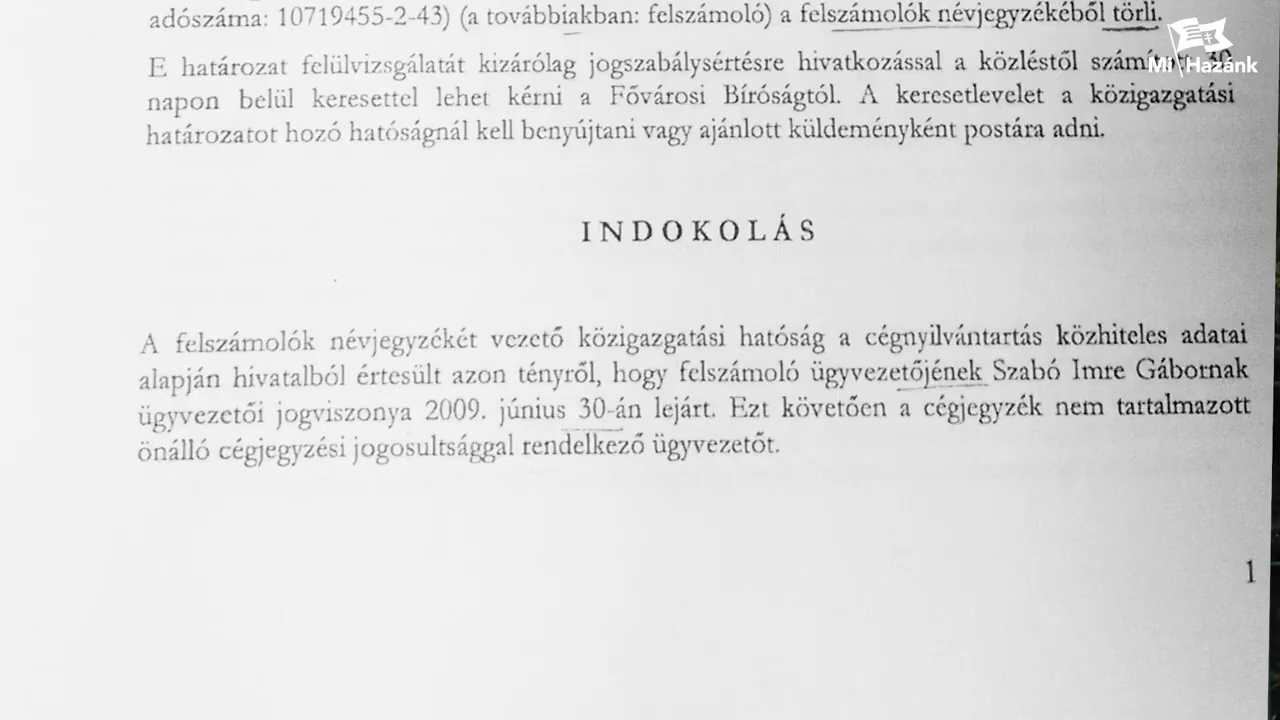 adószáma: 10719455-2-43) (a továbbiakban: felszámoló) a felszámolók névjegyzékéből törli.
Mi Hazánk
E határozat felülvizsgálatát kizárólag jogszabálysértésre hivatkozással a közléstől számított 30
napon belül keresettel lehet kérni a Fővárosi Bíróságtól. A keresetlevelet a közigazgatási
határozatot hozó hatóságnál kell benyújtani vagy ajánlott küldeményként postára adni.
INDOKOLÁS
A felszámolók névjegyzékét vezető közigazgatási hatóság a cégnyilvántartás közhiteles adatai
alapján hivatalból értesült azon tényről, hogy felszámoló ügyvezetőjének Szabó Imre Gábornak
ügyvezetői jogviszonya 2009. június 30-án lejárt. Ezt követően a cégjegyzék nem tartalmazott
önálló cégjegyzési jogosultsággal rendelkező ügyvezetőt.
1